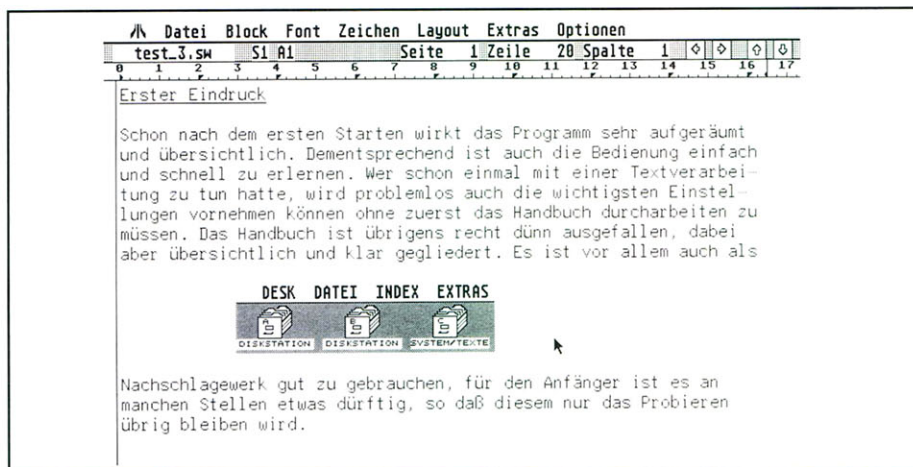 Datei Block Font Zeichen Layout Extras Optionen
test_3.sw S1 A1 Seite 1 Zeile 20 Spalte 1
0 1 2 3 4 5 6 7 8 9 10 11 12 13 14 15 16 17
Erster Eindruck
Schon nach dem ersten Starten wirkt das Programm sehr aufgeräumt
und übersichtlich. Dementsprechend ist auch die Bedienung einfach
und schnell zu erlernen. Wer schon einmal mit einer Textverarbei-
tung zu tun hatte, wird problemlos auch die wichtigsten Einstel-
lungen vornehmen können ohne zuerst das Handbuch durcharbeiten zu
müssen. Das Handbuch ist übrigens recht dünn ausgefallen, dabei
aber übersichtlich und klar gegliedert. Es ist vor allem auch als
DESK DATEI INDEX EXTRAS
A B C
DISKSTATION DISKSTATION SYSTEM/TEXTE
Nachschlagewerk gut zu gebrauchen, für den Anfänger ist es an
manchen Stellen etwas dürftig, so daß diesem nur das Probieren
übrig bleiben wird.